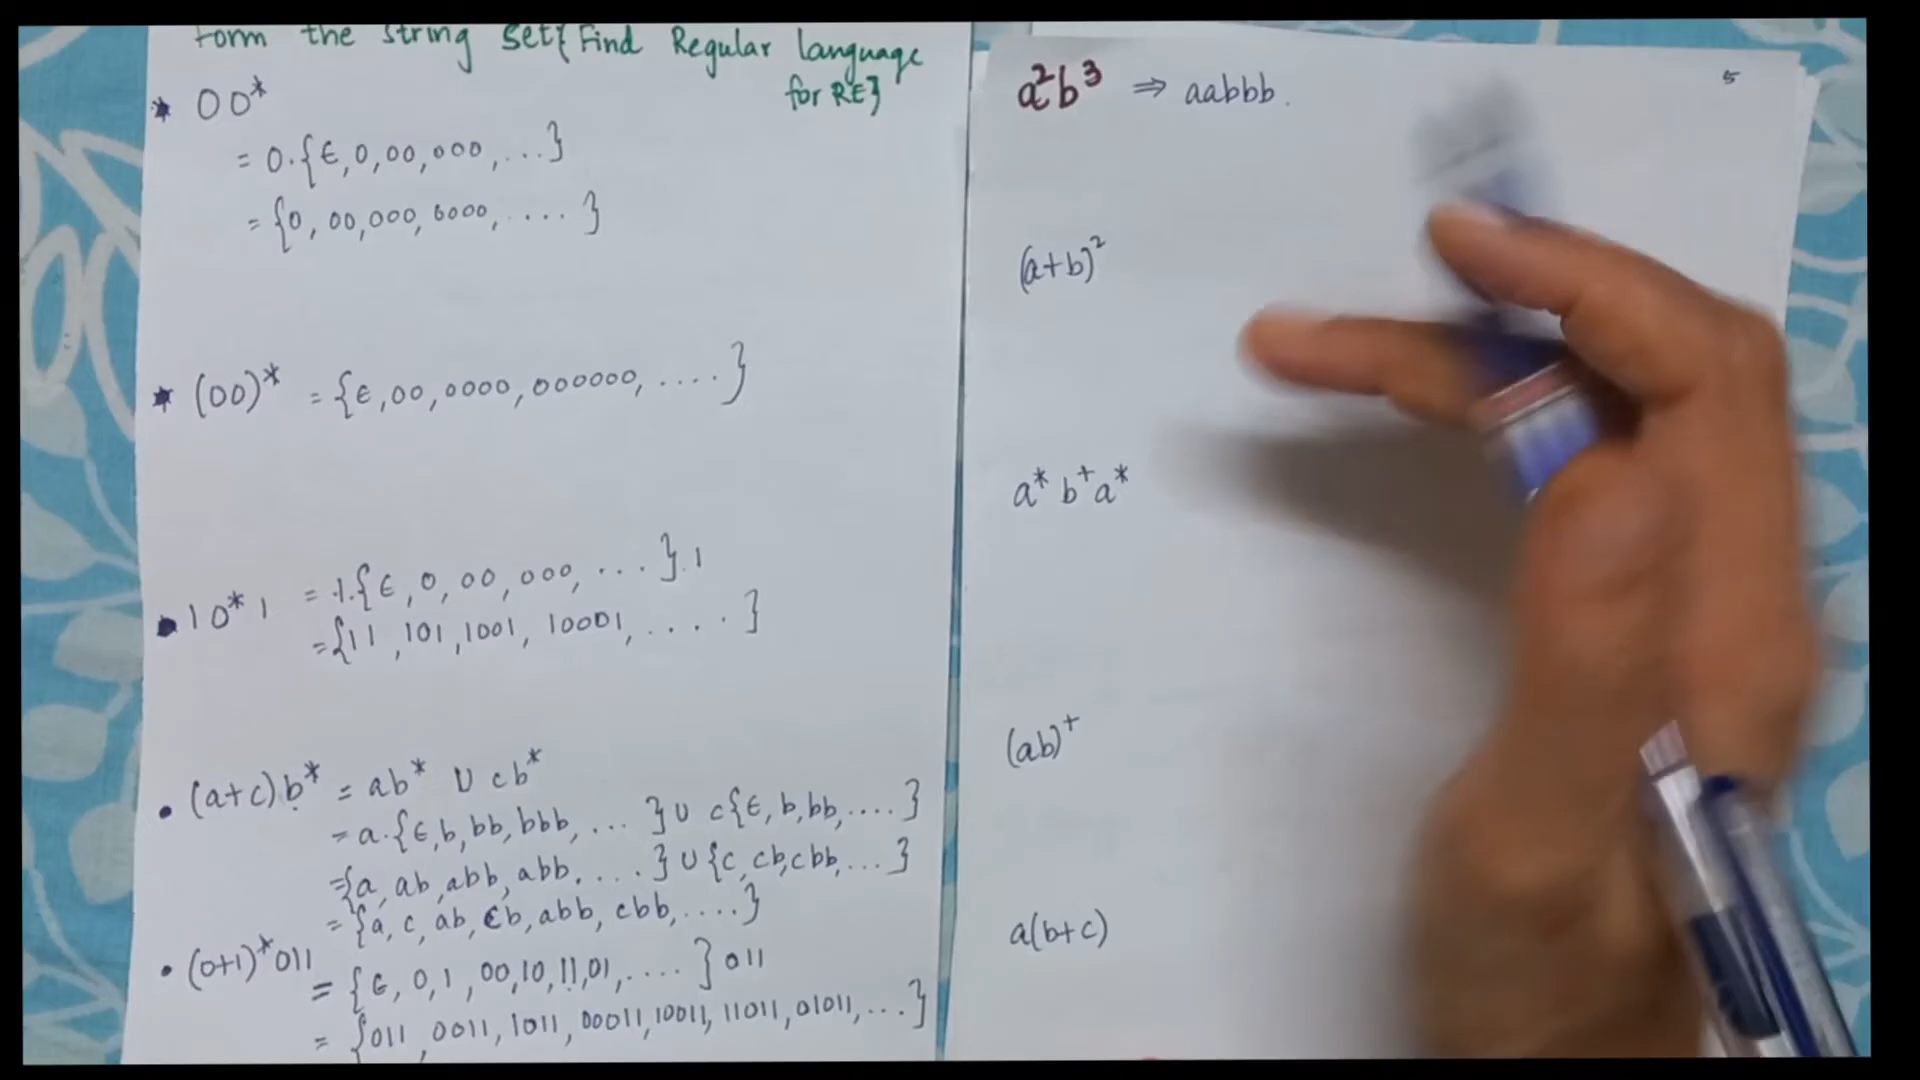 Form the string set{Find Regular language
for RE}
* 00*
= 0.{ϵ,0,00,000,...}
= {0,00,000,0000,....}
* (00)* = {ϵ,00,0000,000000,....}
• 10*1 = 1.{ϵ,0,00,000,...}.1
= {11,101,1001,10001,....}
• (a+c)b* = ab* U cb*
= a.{ϵ,b,bb,bbb,...}U c{ϵ,b,bb,....}
= {a,ab,abb,abb,....}U{c,cb,cbb,...}
= {a,c,ab,cb,abb,cbb,....}
• (0+1)*011
= {ϵ,0,1,00,10,11,01,....}011
= {011,0011,1011,00011,10011,11011,01011,...}
5
a²b³ ⇒ aabbb.
(a+b)²
a* b⁺a*
(ab)⁺
a(b+c)